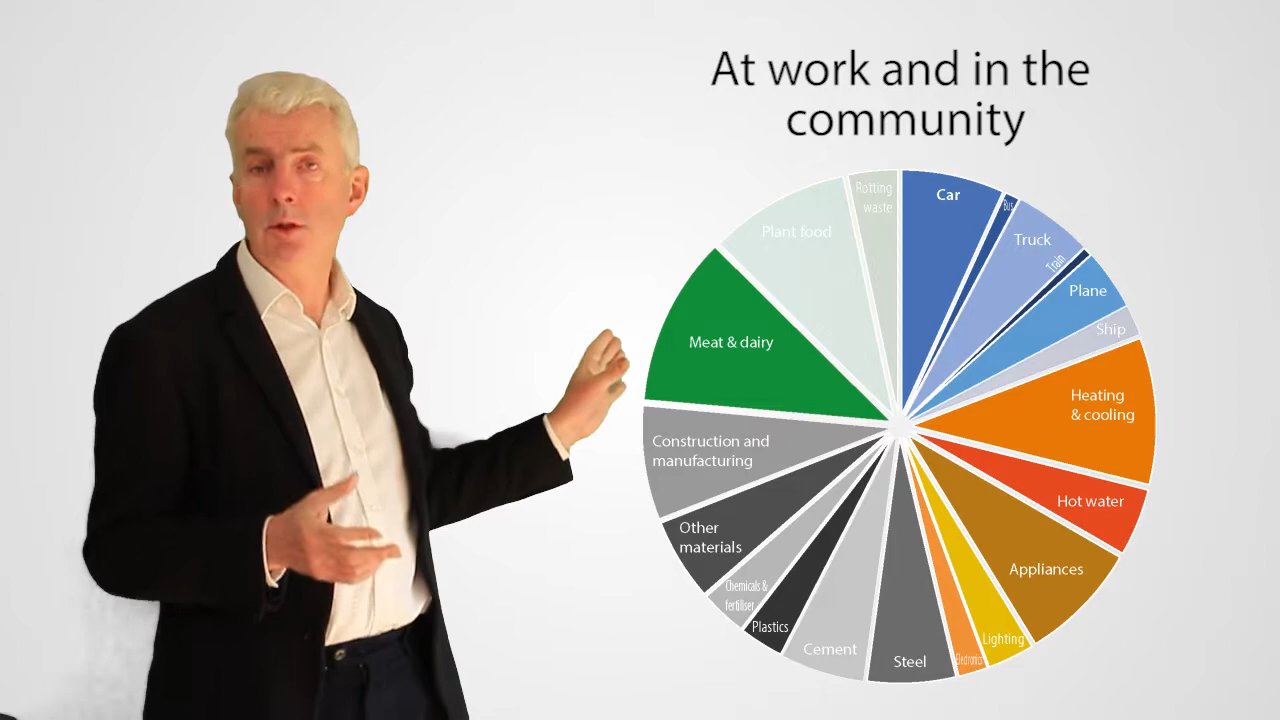 At work and in the
community
Rotting
waste
Car
Bus
Plant food
Truck
Train
Plane
Ship
Meat & dairy
Heating
& cooling
Construction and
manufacturing
Hot water
Other
materials
Appliances
Chemicals &
fertiliser
Plastics
Cement
Steel
Electronics
Lighting